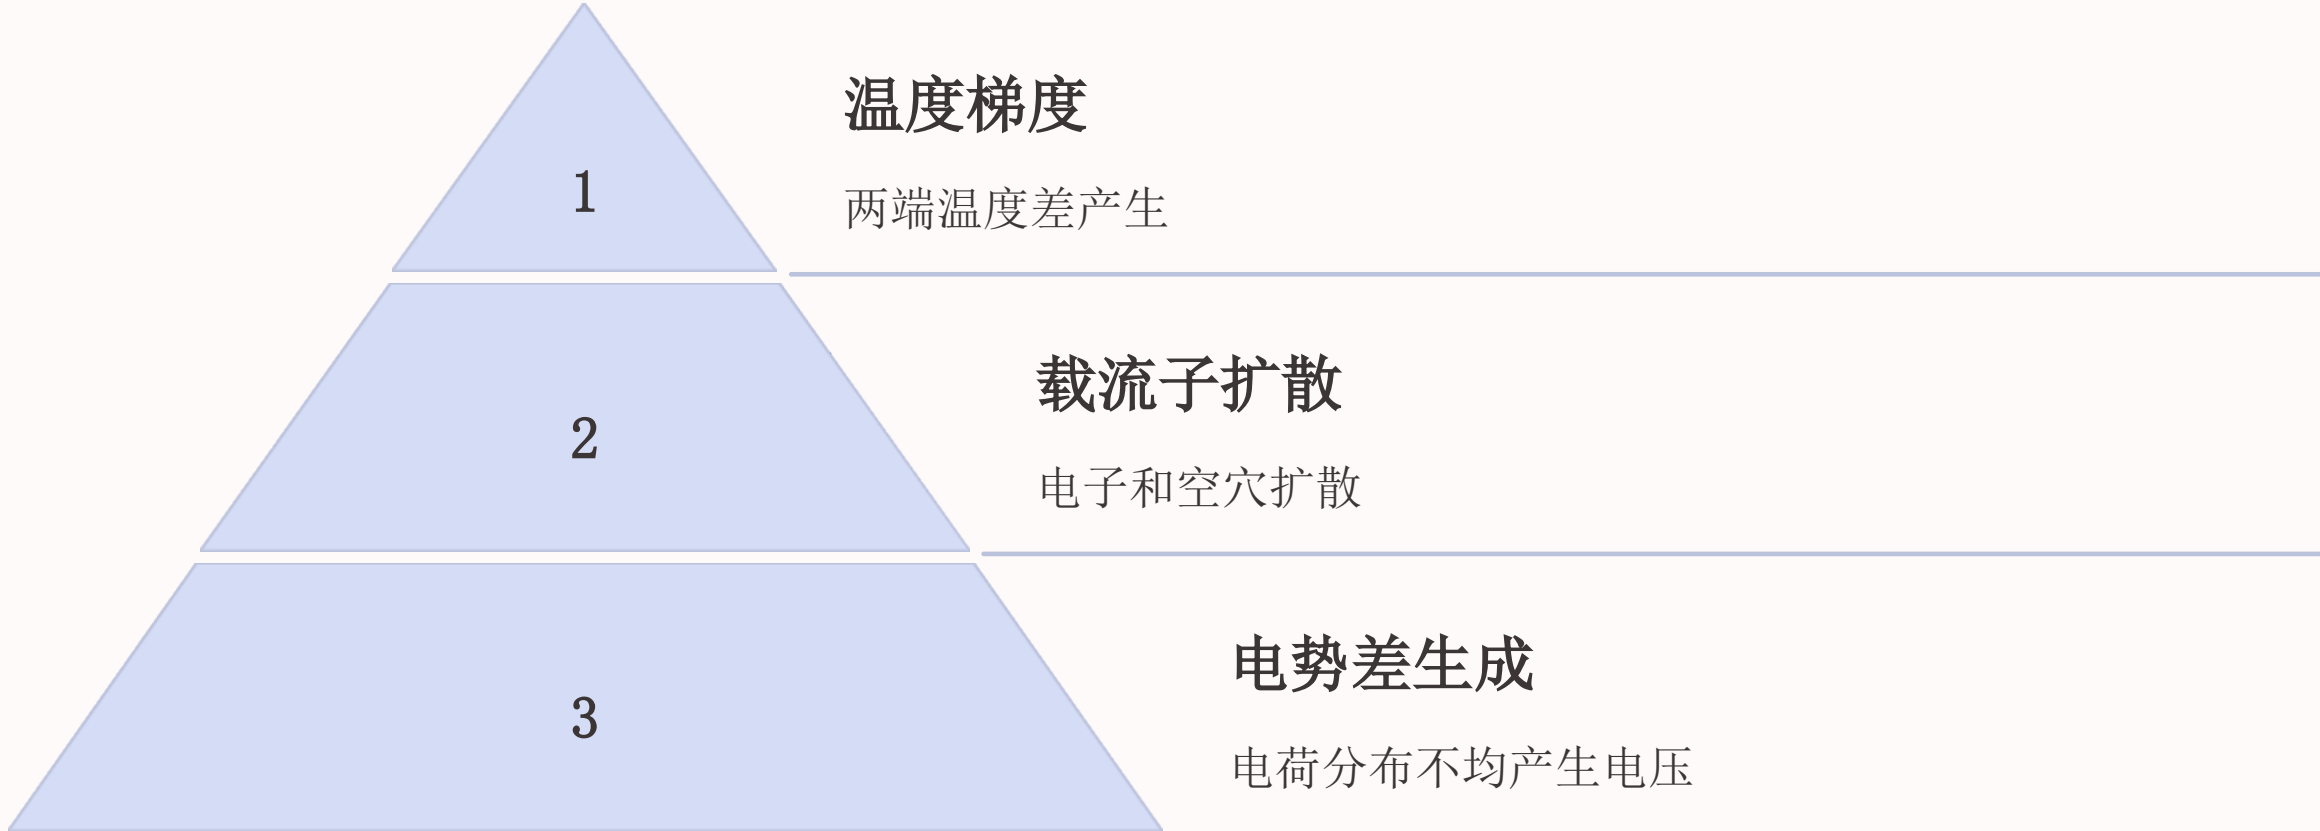 温度梯度
1
两端温度差产生
载流子扩散
2
电子和空穴扩散
电势差生成
3
电荷分布不均产生电压